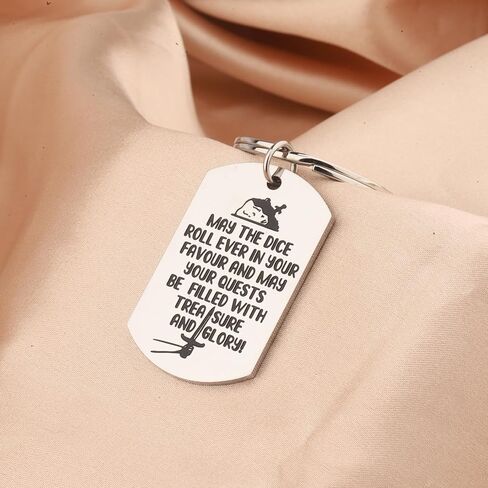 MAY THE DICE
ROLL EVER IN YOUR
FAVOUR AND MAY
YOUR QUESTS
BE FILLED WITH
TREASURE
AND GLORY!